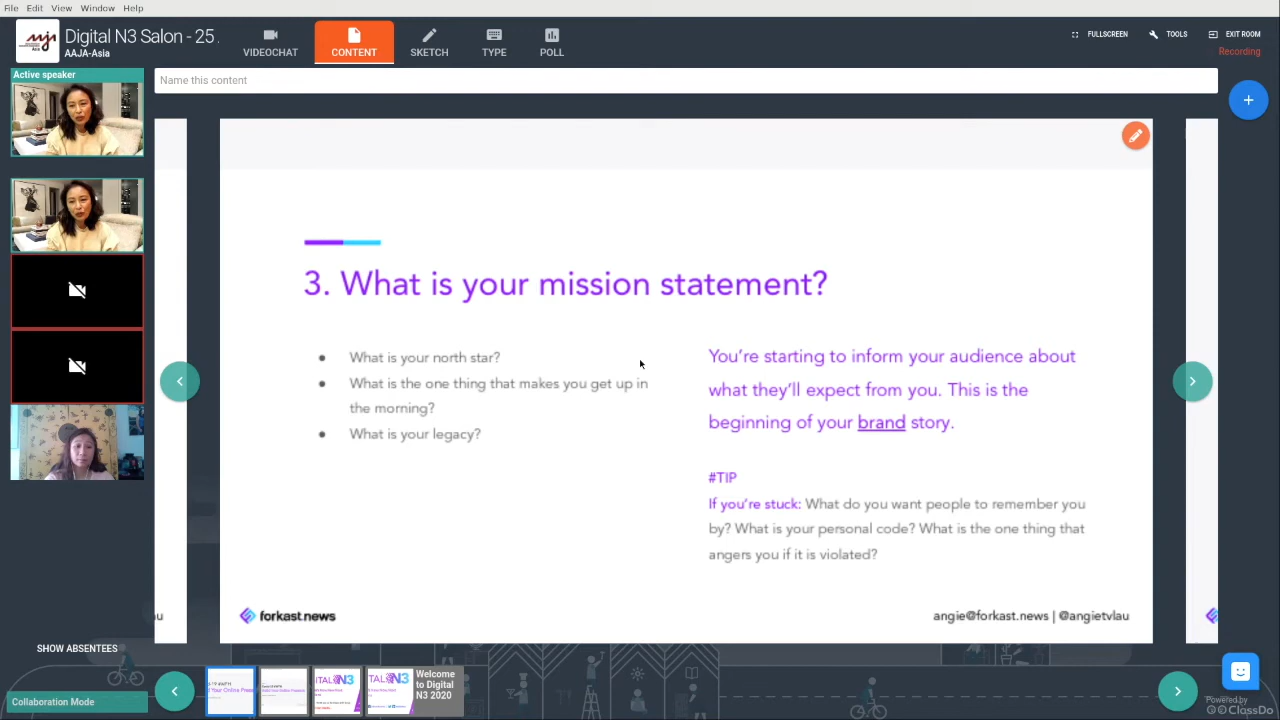 File Edit View Window Help
Digital N3 Salon - 25
AAJA-Asia
VIDEOCHAT
CONTENT
SKETCH
TYPE
POLL
FULLSCREEN
TOOLS
EXIT ROOM
Recording
Active speaker
Name this content
3. What is your mission statement?
● What is your north star?
● What is the one thing that makes you get up in
the morning?
● What is your legacy?
You're starting to inform your audience about
what they'll expect from you. This is the
beginning of your brand story.
#TIP
If you're stuck: What do you want people to remember you
by? What is your personal code? What is the one thing that
angers you if it is violated?
forkast.news
angie@forkast.news | @angietvlau
SHOW ABSENTEES
Collaboration Mode
Welcome
to Digital
N3 2020
Powered by
ClassDo